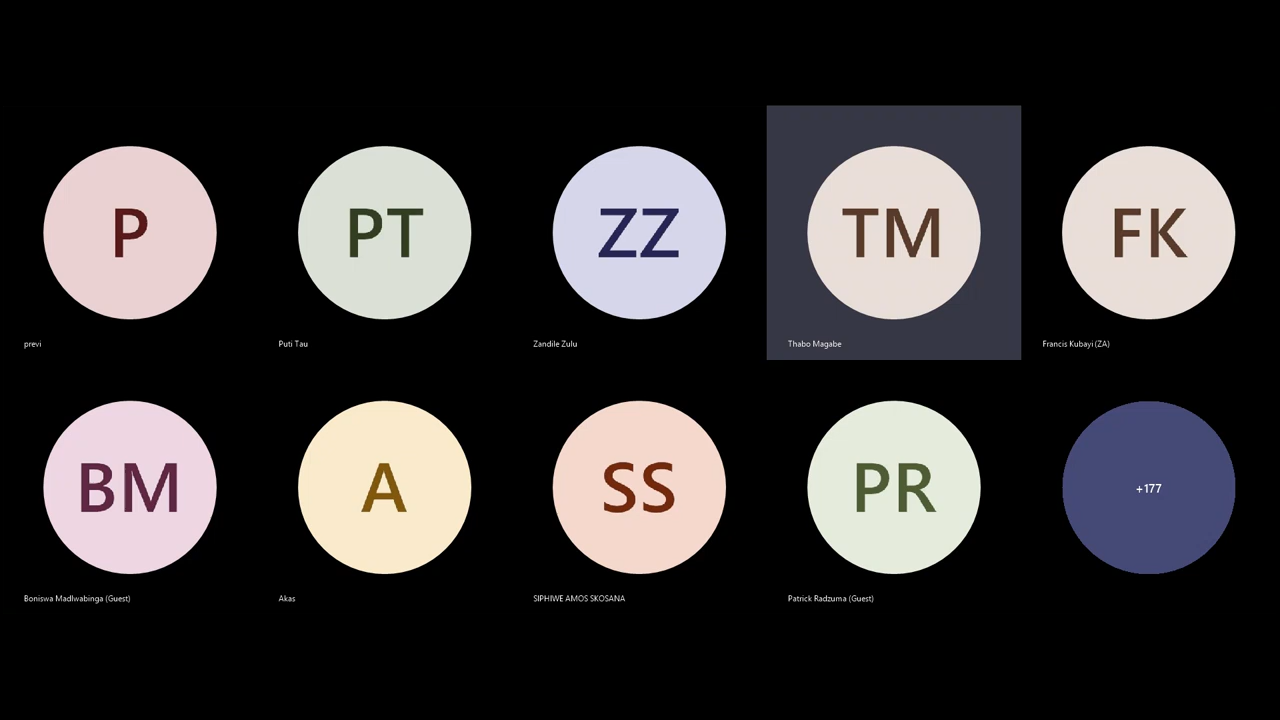 P
PT
ZZ
TM
FK
previ
Puti Tau
Zandile Zulu
Thabo Magabe
Francis Kubayi (ZA)
BM
A
SS
PR
+177
Boniswa Madlwabinga (Guest)
Akas
SIPHIWE AMOS SKOSANA
Patrick Radzuma (Guest)